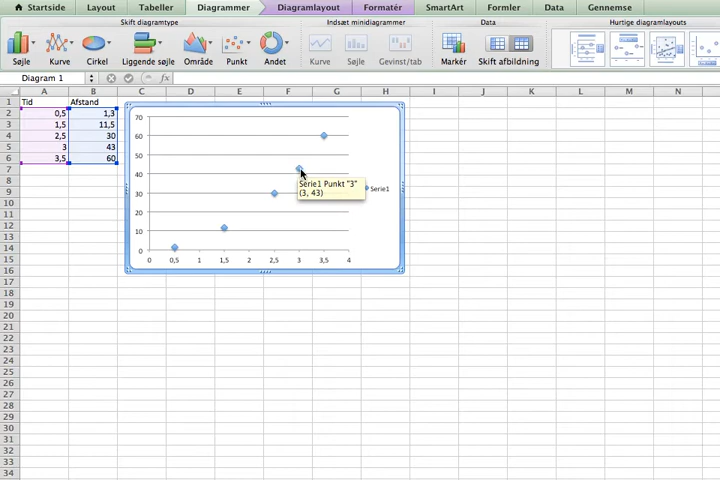 Startside Layout Tabeller Diagrammer Diagramlayout Formatér SmartArt Formler Data Gennemse
Skift diagramtype Indsæt minidiagrammer Data Hurtige diagramlayouts
Søjle Kurve Cirkel Liggende søjle Område Punkt Andet Kurve Søjle Gevinst/tab Markér Skift afbildning
Diagram 1 fx
A B C D E F G H I J K L M N
1 Tid Afstand
2 0,5 1,3
3 1,5 11,5
4 2,5 30
5 3 43
6 3,5 60
7
8
9
10
11
12
13
14
15
16
17
18
19
20
21
22
23
24
25
26
27
28
29
30
31
32
33
34
70
60
50
40
30
20
10
0
0 0,5 1 1,5 2 2,5 3 3,5 4
Serie1 Punkt "3"
(3, 43)
Serie1